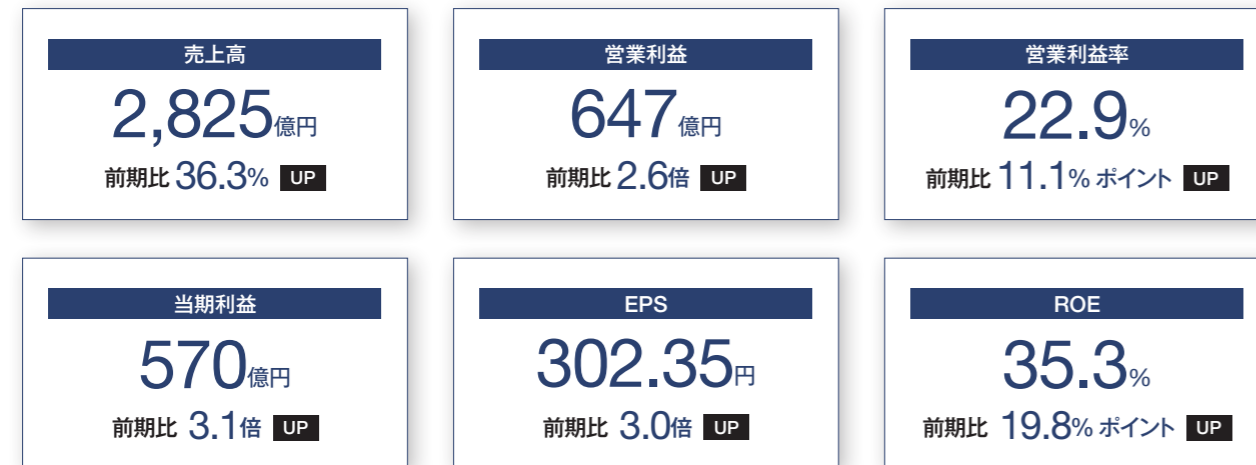 売上高
2,825億円
前期比 36.3% UP
営業利益
647億円
前期比 2.6倍 UP
営業利益率
22.9%
前期比 11.1% ポイント UP
当期利益
570億円
前期比 3.1倍 UP
EPS
302.35円
前期比 3.0倍 UP
ROE
35.3%
前期比 19.8% ポイント UP